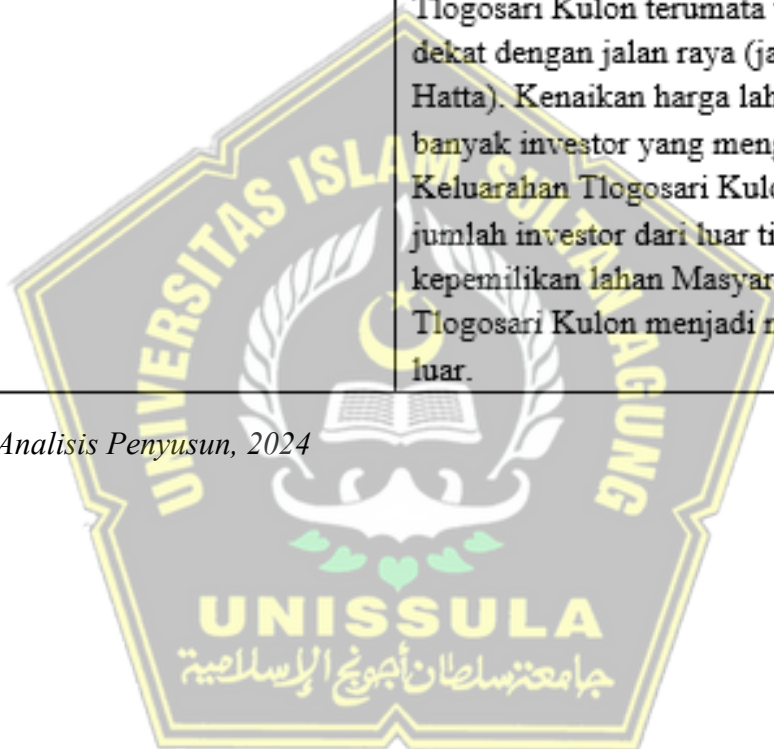 Tlogosari Kulon terumata
dekat dengan jalan raya (ja
Hatta). Kenaikan harga lah
banyak investor yang meng
Keluarahan Tlogosari Kulo
jumlah investor dari luar ti
kepemilikan lahan Masyar
Tlogosari Kulon menjadi
luar.
Analisis Penyusun, 2024
UNIVERSITAS ISLAM SULTAN AGUNG
UNISSULA
جامعتنسلطان أجونج الإسلامية